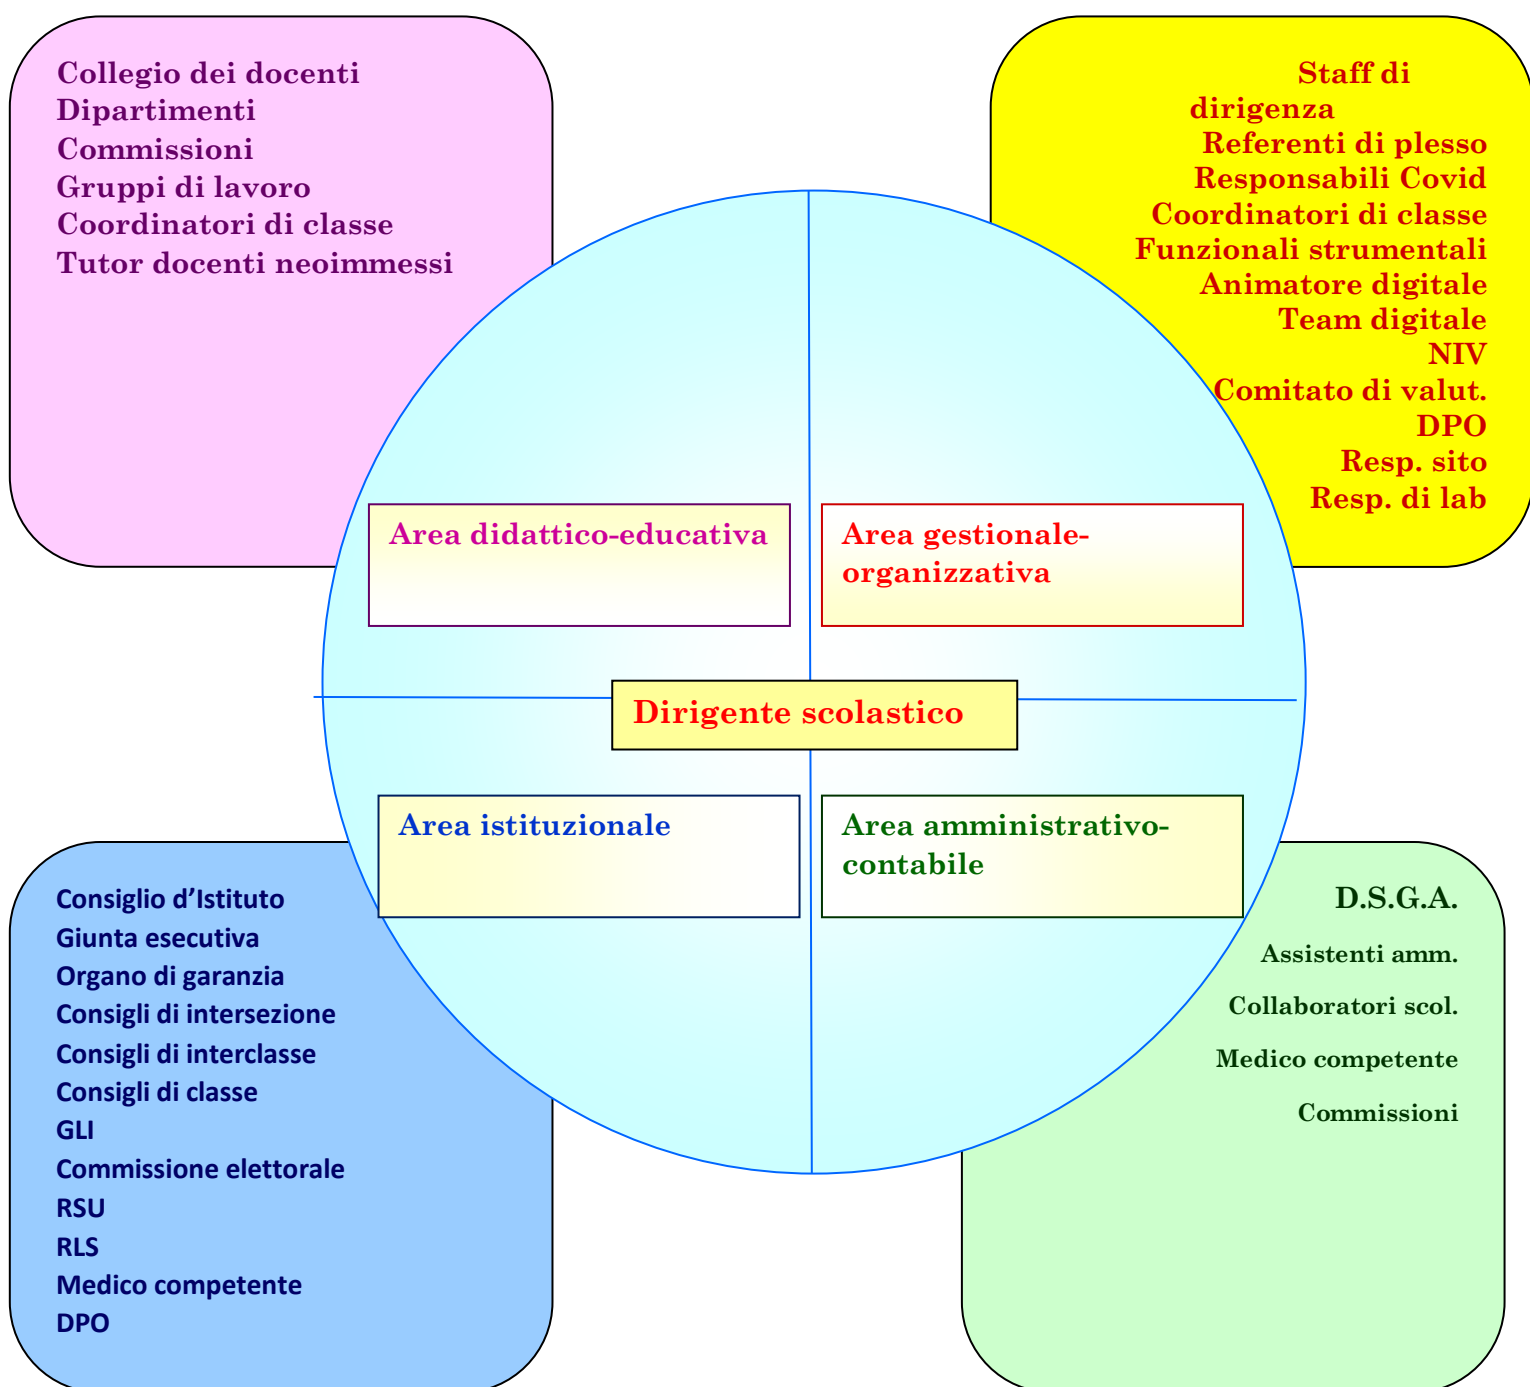 Collegio dei docenti
Dipartimenti
Commissioni
Gruppi di lavoro
Coordinatori di classe
Tutor docenti neoimmessi
Staff di
dirigenza
Referenti di plesso
Responsabili Covid
Coordinatori di classe
Funzionali strumentali
Animatore digitale
Team digitale
NIV
Comitato di valut.
DPO
Resp. sito
Resp. di lab
Area didattico-educativa
Area gestionale-
organizzativa
Dirigente scolastico
Area istituzionale
Area amministrativo-
contabile
Consiglio d’Istituto
Giunta esecutiva
Organo di garanzia
Consigli di intersezione
Consigli di interclasse
Consigli di classe
GLI
Commissione elettorale
RSU
RLS
Medico competente
DPO
D.S.G.A.
Assistenti amm.
Collaboratori scol.
Medico competente
Commissioni